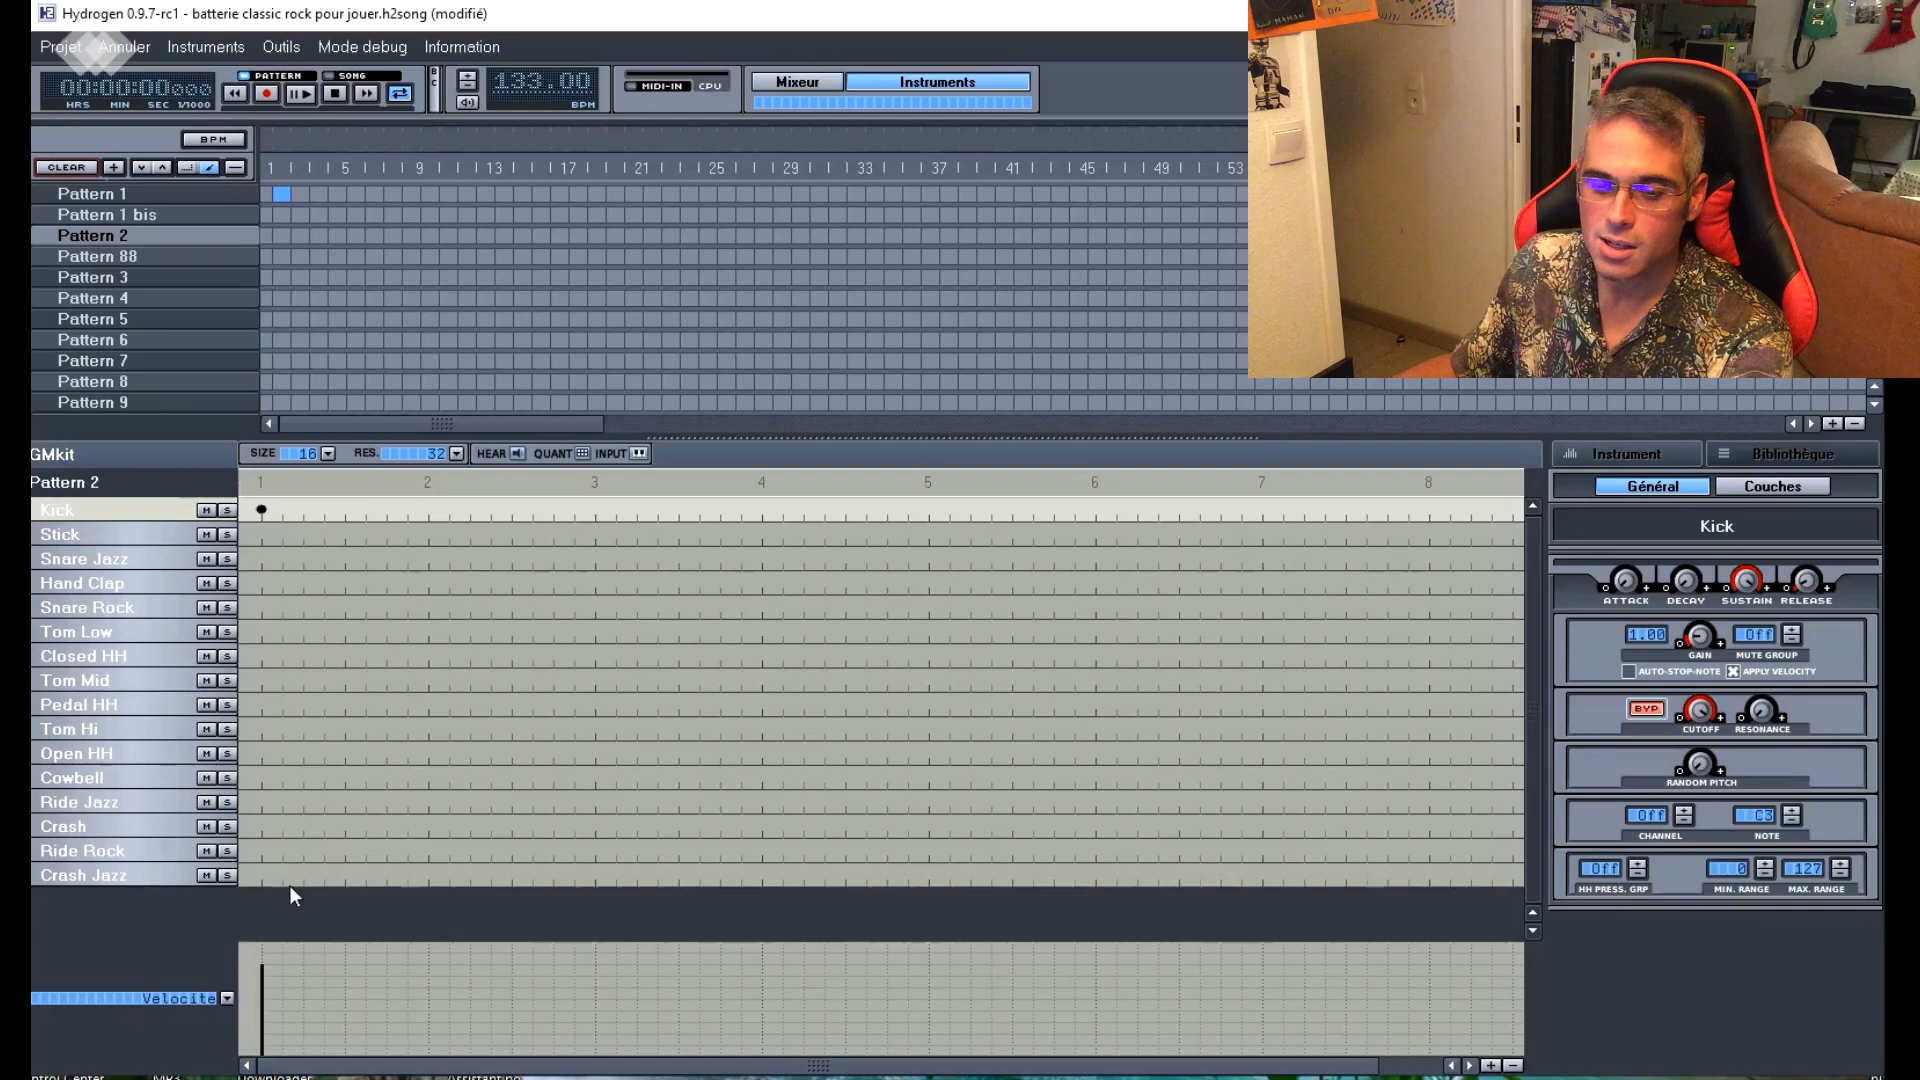 Hydrogen 0.9.7-rc1 - batterie classic rock pour jouer.h2song (modifié)
Projet Annuler Instruments Outils Mode debug Information
00:00:00:000
HRS MIN SEC 1/1000
PATTERN SONG
B
C
133.00
BPM
MIDI-IN CPU
Mixeur Instruments
BPM
CLEAR
1 5 9 13 17 21 25 29 33 37 41 45 49 53
Pattern 1
Pattern 1 bis
Pattern 2
Pattern 88
Pattern 3
Pattern 4
Pattern 5
Pattern 6
Pattern 7
Pattern 8
Pattern 9
GMkit
SIZE 16 RES. 32 HEAR QUANT INPUT
Pattern 2
1 2 3 4 5 6 7 8
Kick M S
Stick M S
Snare Jazz M S
Hand Clap M S
Snare Rock M S
Tom Low M S
Closed HH M S
Tom Mid M S
Pedal HH M S
Tom Hi M S
Open HH M S
Cowbell M S
Ride Jazz M S
Crash M S
Ride Rock M S
Crash Jazz M S
Velocite
Instrument Bibliothèque
Général Couches
Kick
ATTACK DECAY SUSTAIN RELEASE
1.00 Off
GAIN MUTE GROUP
AUTO-STOP-NOTE APPLY VELOCITY
BYP
CUTOFF RESONANCE
RANDOM PITCH
Off C3
CHANNEL NOTE
Off 0 127
HH PRESS. GRP MIN. RANGE MAX. RANGE